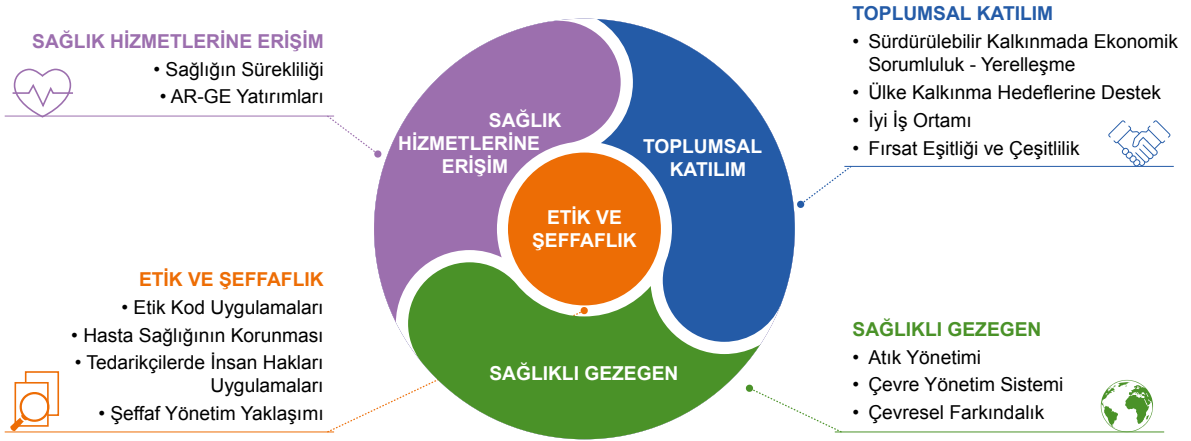 SAĞLIK HİZMETLERİNE ERİŞİM
• Sağlığın Sürekliliği
• AR-GE Yatırımları
ETİK VE ŞEFFAFLIK
• Etik Kod Uygulamaları
• Hasta Sağlığının Korunması
• Tedarikçilerde İnsan Hakları
Uygulamaları
• Şeffaf Yönetim Yaklaşımı
SAĞLIK
HİZMETLERİNE
ERİŞİM
TOPLUMSAL
KATILIM
ETİK VE
ŞEFFAFLIK
SAĞLIKLI GEZEGEN
TOPLUMSAL KATILIM
• Sürdürülebilir Kalkınmada Ekonomik
Sorumluluk - Yerelleşme
• Ülke Kalkınma Hedeflerine Destek
• İyi İş Ortamı
• Fırsat Eşitliği ve Çeşitlilik
SAĞLIKLI GEZEGEN
• Atık Yönetimi
• Çevre Yönetim Sistemi
• Çevresel Farkındalık